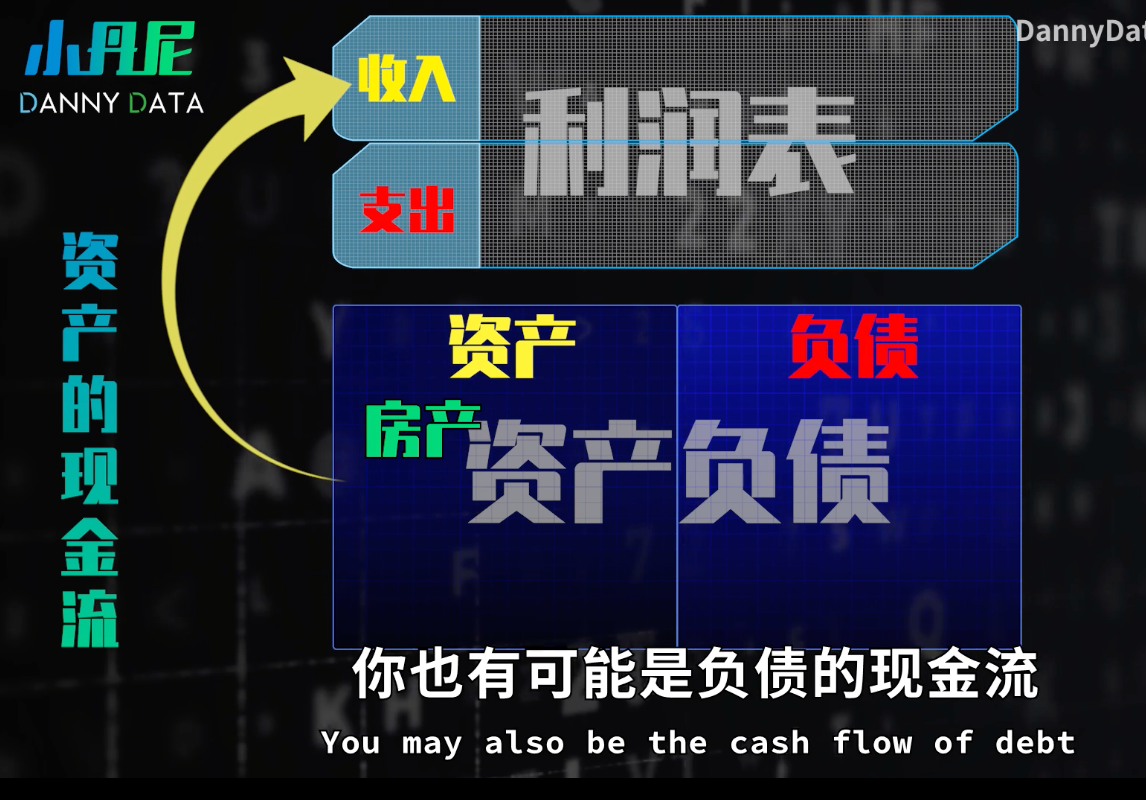 小丹尼
DANNY DATA
DannyDat
收入
利润表
支出
资产的现金流
资产
负债
房产
资产负债
你也有可能是负债的现金流
You may also be the cash flow of debt